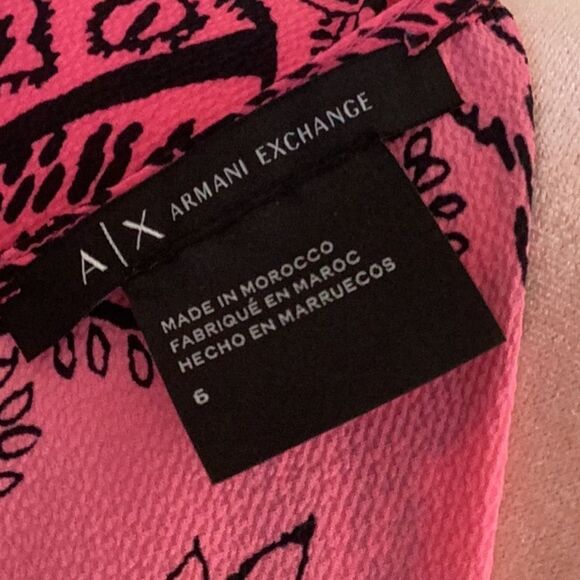 A|X ARMANI EXCHANGE
MADE IN MOROCCO
FABRIQUÉ EN MAROC
HECHO EN MARRUECOS
6